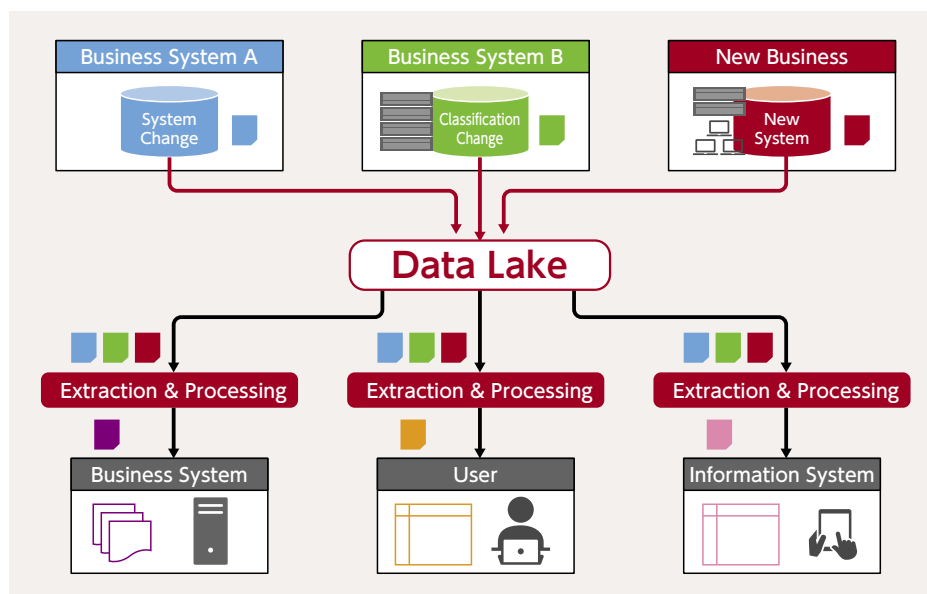 Business System A
Business System B
New Business
System
Change
Classification
Change
New
System
Data Lake
Extraction & Processing
Extraction & Processing
Extraction & Processing
Business System
User
Information System